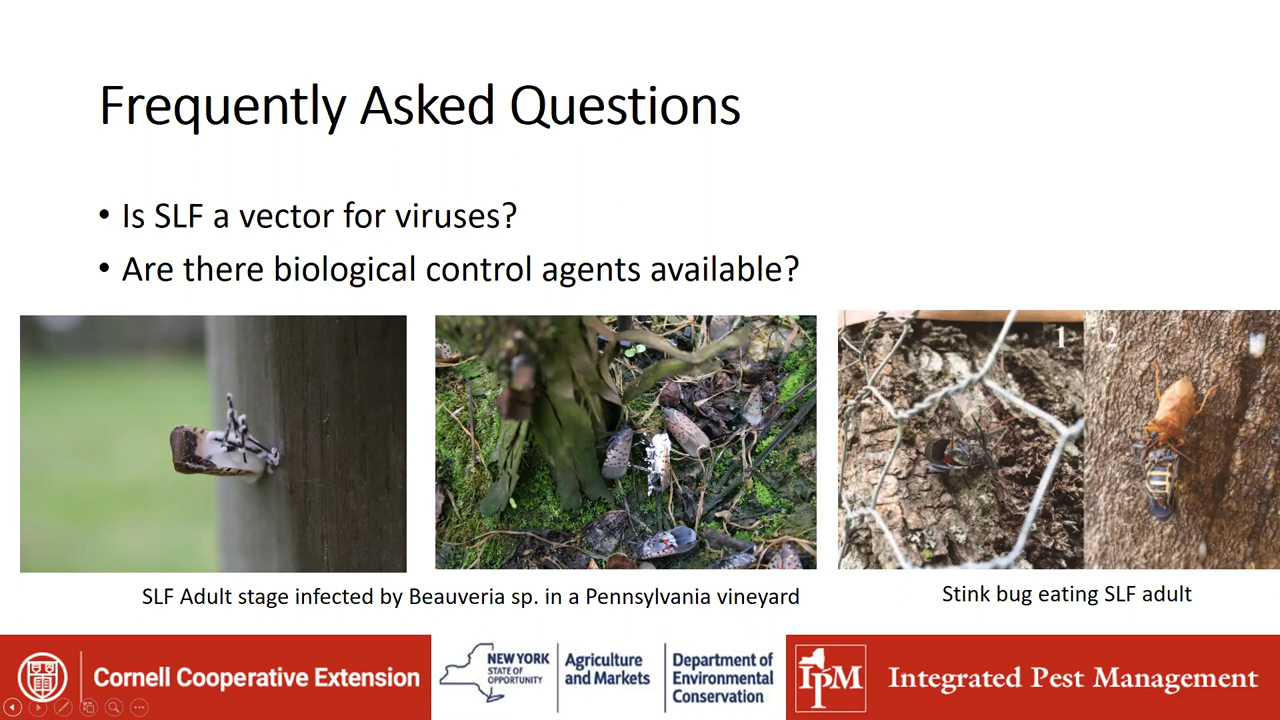 Frequently Asked Questions
• Is SLF a vector for viruses?
• Are there biological control agents available?
1
2
SLF Adult stage infected by Beauveria sp. in a Pennsylvania vineyard
Stink bug eating SLF adult
Cornell Cooperative Extension
NEW YORK
STATE OF
OPPORTUNITY
Agriculture
and Markets
Department of
Environmental
Conservation
IPM
Integrated Pest Management